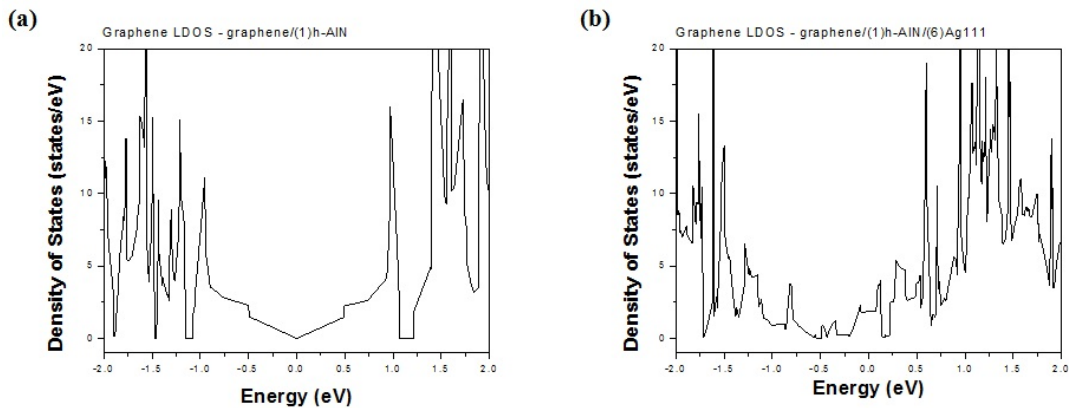 (a)
Graphene LDOS - graphene/(1)h-AlN
Density of States (states/eV)
20
15
10
5
0
-2.0 -1.5 -1.0 -0.5 0.0 0.5 1.0 1.5 2.0
Energy (eV)
(b)
Graphene LDOS - graphene/(1)h-AlN/(6)Ag111
Density of States (states/eV)
20
15
10
5
0
-2.0 -1.5 -1.0 -0.5 0.0 0.5 1.0 1.5 2.0
Energy (eV)